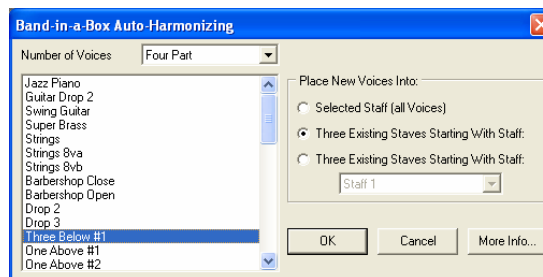 Band-in-a-Box Auto-Harmonizing
Number of Voices
Four Part
Jazz Piano
Guitar Drop 2
Swing Guitar
Super Brass
Strings
Strings 8va
Strings 8vb
Barbershop Close
Barbershop Open
Drop 2
Drop 3
Three Below #1
One Above #1
One Above #2
Place New Voices Into:
Selected Staff (all Voices)
Three Existing Staves Starting With Staff:
Three Existing Staves Starting With Staff:
Staff 1
OK Cancel More Info...